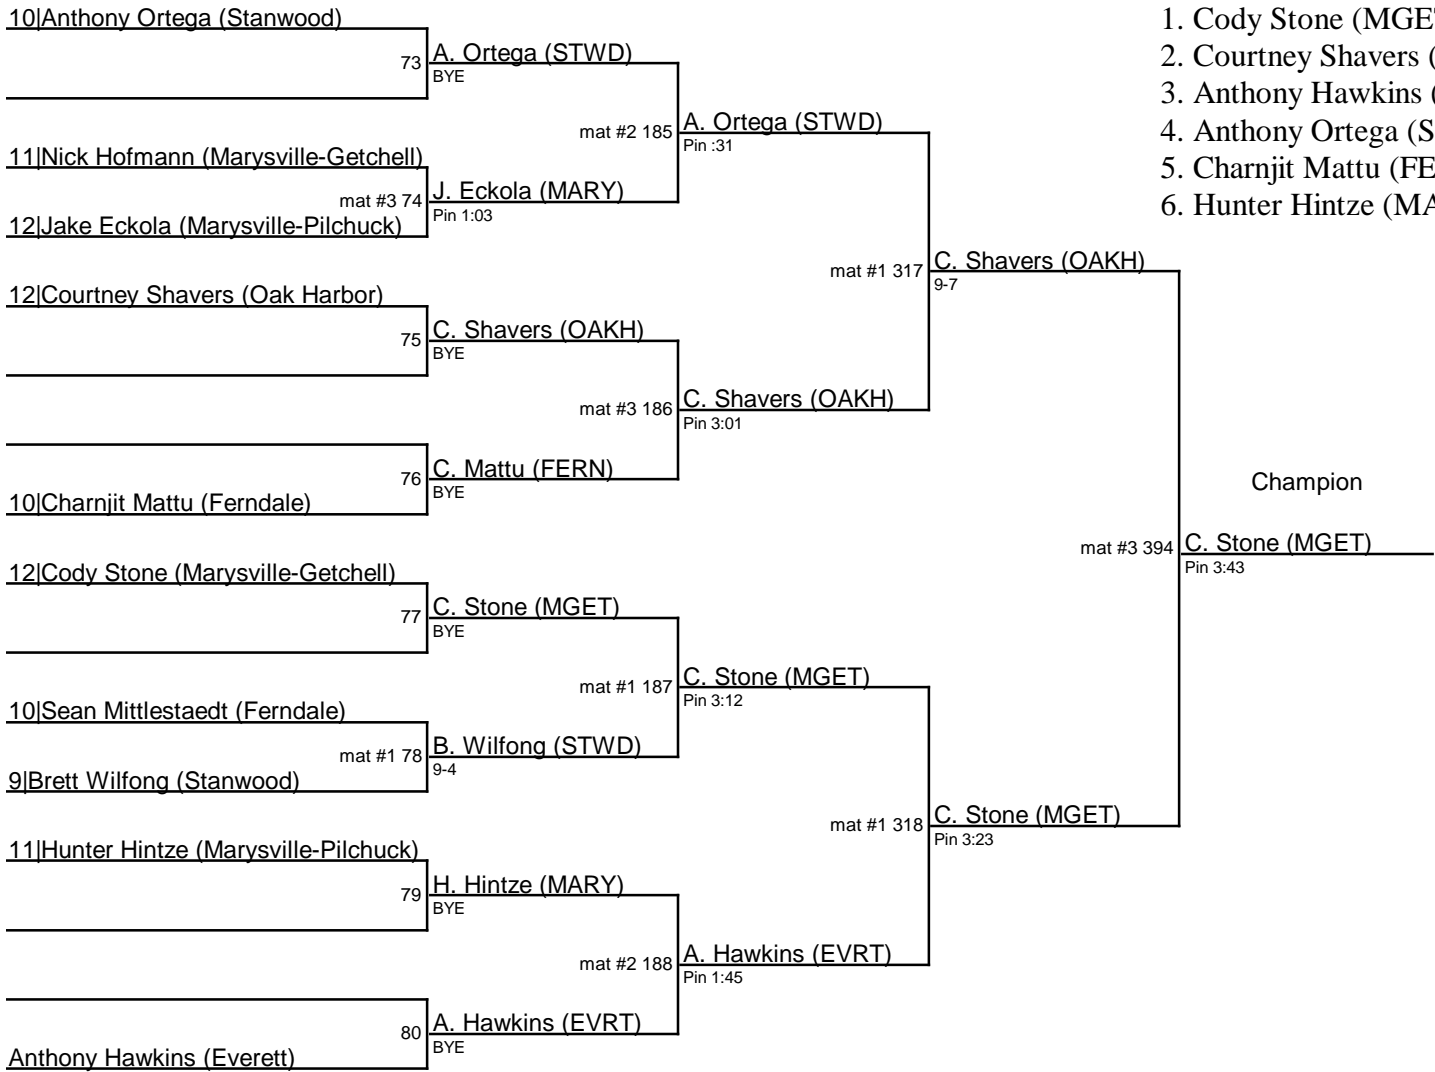 10|Anthony Ortega (Stanwood)
73
A. Ortega (STWD)
BYE
11|Nick Hofmann (Marysville-Getchell)
mat #3 74
J. Eckola (MARY)
Pin 1:03
12|Jake Eckola (Marysville-Pilchuck)
mat #2 185
A. Ortega (STWD)
Pin :31
12|Courtney Shavers (Oak Harbor)
75
C. Shavers (OAKH)
BYE
76
C. Mattu (FERN)
BYE
10|Charnjit Mattu (Ferndale)
mat #3 186
C. Shavers (OAKH)
Pin 3:01
mat #1 317
C. Shavers (OAKH)
9-7
12|Cody Stone (Marysville-Getchell)
77
C. Stone (MGET)
BYE
10|Sean Mittlestaedt (Ferndale)
mat #1 78
B. Wilfong (STWD)
9-4
9|Brett Wilfong (Stanwood)
mat #1 187
C. Stone (MGET)
Pin 3:12
11|Hunter Hintze (Marysville-Pilchuck)
79
H. Hintze (MARY)
BYE
80
A. Hawkins (EVRT)
BYE
Anthony Hawkins (Everett)
mat #2 188
A. Hawkins (EVRT)
Pin 1:45
mat #1 318
C. Stone (MGET)
Pin 3:23
Champion
mat #3 394
C. Stone (MGET)
Pin 3:43
1. Cody Stone (MGE
2. Courtney Shavers (
3. Anthony Hawkins (
4. Anthony Ortega (S
5. Charnjit Mattu (FE
6. Hunter Hintze (MA